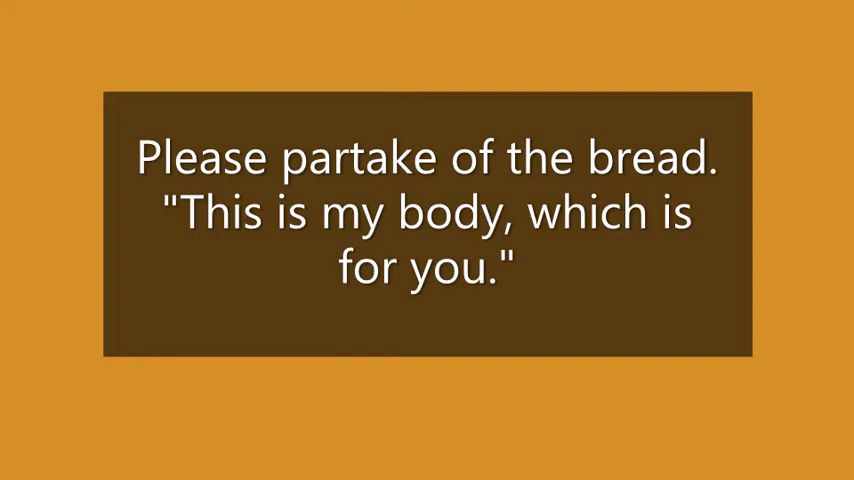 Please partake of the bread.
"This is my body, which is
for you."